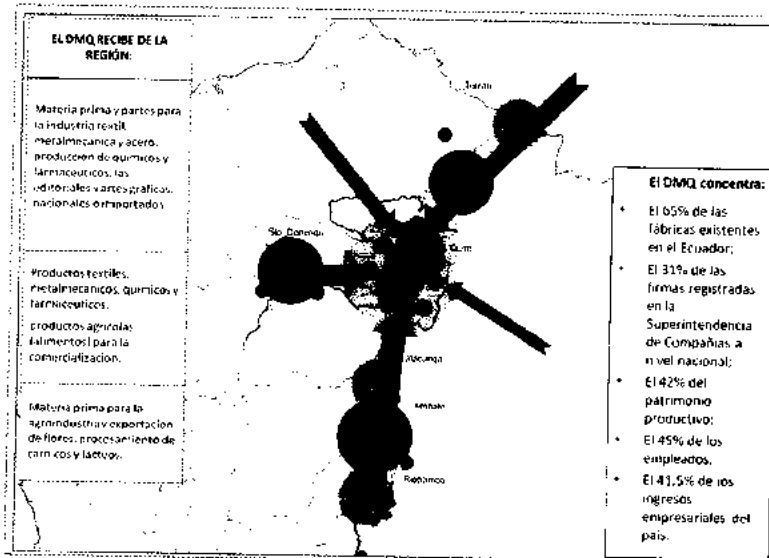 EL DMQ RECIBE DE LA
REGIÓN:
Materia prima y partes para
la industria textil,
metalmecánica y acero,
producción de químicos y
farmacéuticos, las
editoriales y artes gráficas,
nacionales o importados
Productos textiles,
metalmecánicos, químicos y
farmacéuticos.
productos agrícolas
(alimentos) para la
comercialización.
Materia prima para la
agroindustria y exportación
de flores, procesamiento de
cárnicos y lácteos.
Sto. Domingo
Quito
Latacunga
Ambato
Riobamba
El DMQ concentra:
• El 65% de las
fábricas existentes
en el Ecuador;
• El 31% de las
firmas registradas
en la
Superintendencia
de Compañías a
nivel nacional;
• El 42% del
patrimonio
productivo;
• El 45% de los
empleados,
• El 41,5% de los
ingresos
empresariales del
país.